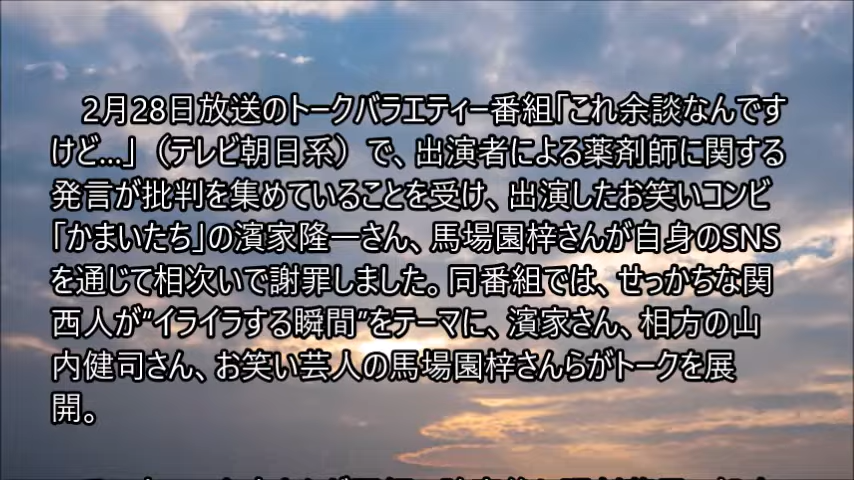 2月28日放送のトークバラエティー番組「これ余談なんです
けど…」（テレビ朝日系）で、出演者による薬剤師に関する
発言が批判を集めていることを受け、出演したお笑いコンビ
「かまいたち」の濱家隆一さん、馬場園梓さんが自身のSNS
を通じて相次いで謝罪しました。同番組では、せっかちな関
西人が“イライラする瞬間”をテーマに、濱家さん、相方の山
内健司さん、お笑い芸人の馬場園梓さんらがトークを展
開。